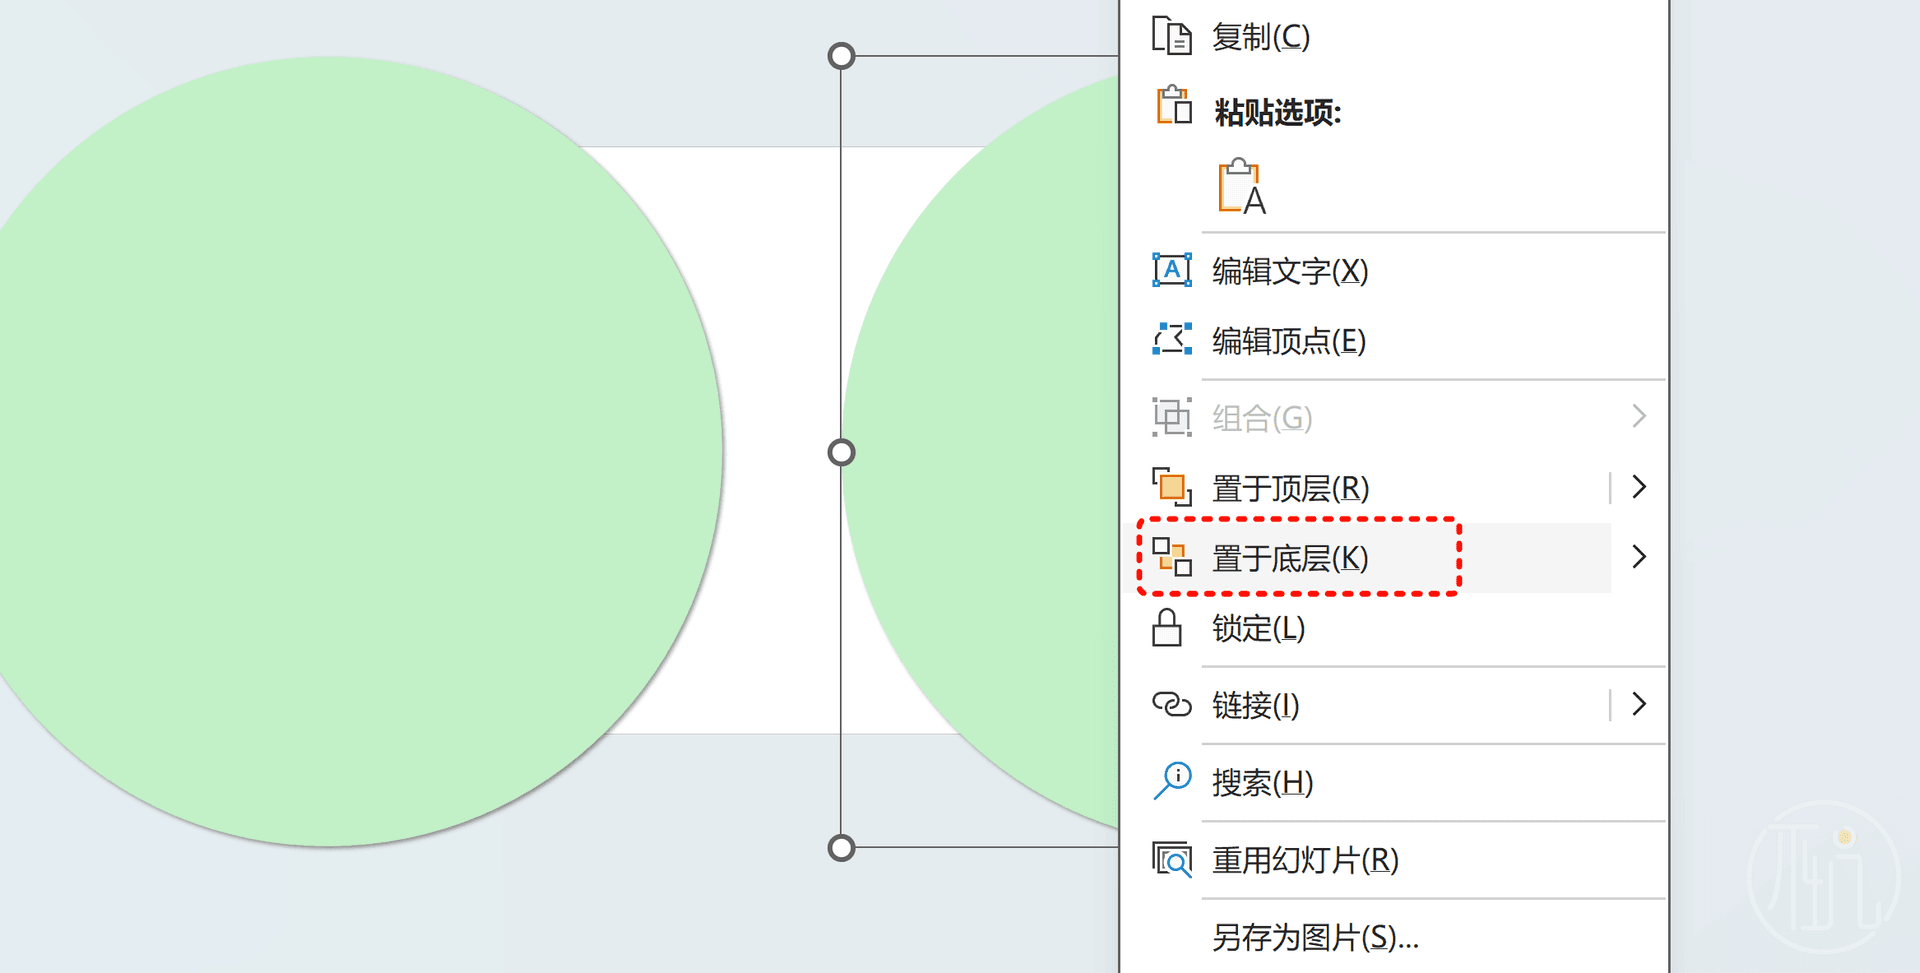 复制(C)
粘贴选项:
A
编辑文字(X)
编辑顶点(E)
组合(G)
置于顶层(R)
置于底层(K)
锁定(L)
链接(I)
搜索(H)
重用幻灯片(R)
另存为图片(S)...